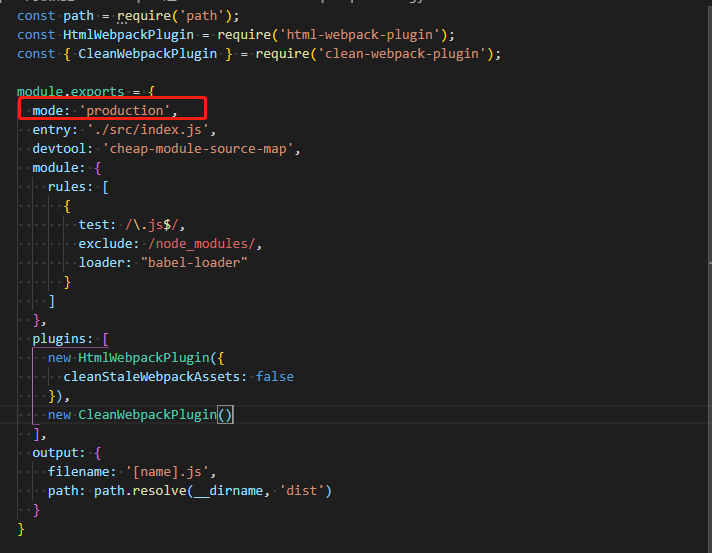 const path = require('path');
const HtmlWebpackPlugin = require('html-webpack-plugin');
const { CleanWebpackPlugin } = require('clean-webpack-plugin');
module.exports = {
mode: 'production',
entry: './src/index.js',
devtool: 'cheap-module-source-map',
module: {
rules: [
{
test: /\.js$/,
exclude: /node_modules/,
loader: "babel-loader"
}
]
},
plugins: [
new HtmlWebpackPlugin({
cleanStaleWebpackAssets: false
}),
new CleanWebpackPlugin()
],
output: {
filename: '[name].js',
path: path.resolve(__dirname, 'dist')
}
}